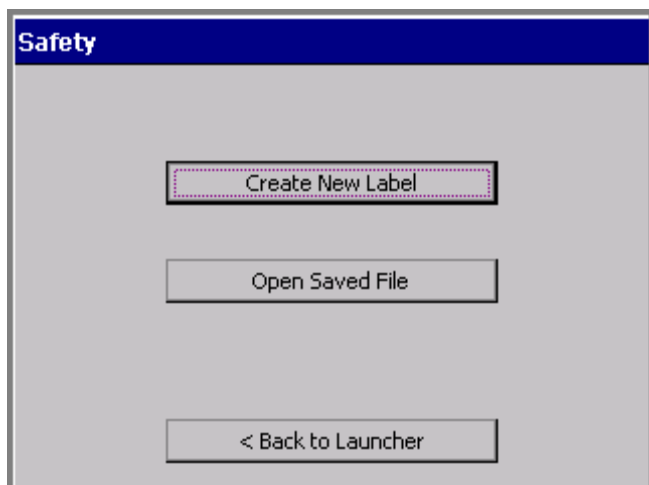 Safety
Create New Label
Open Saved File
< Back to Launcher